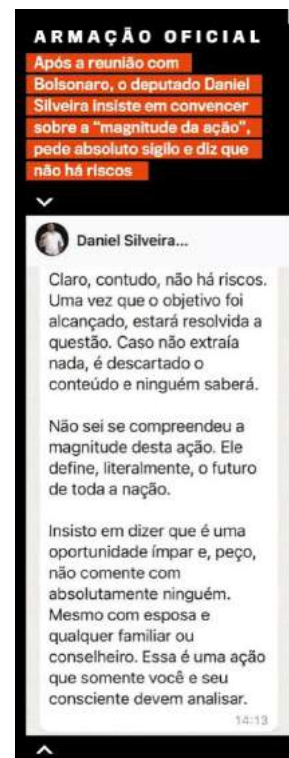 ARMAÇÃO OFICIAL
Após a reunião com
Bolsonaro, o deputado Daniel
Silveira insiste em convencer
sobre a "magnitude da ação",
pede absoluto sigilo e diz que
não há riscos
Daniel Silveira...
Claro, contudo, não há riscos.
Uma vez que o objetivo foi
alcançado, estará resolvida a
questão. Caso não extraía
nada, é descartado o
conteúdo e ninguém saberá.
Não sei se compreendeu a
magnitude desta ação. Ele
define, literalmente, o futuro
de toda a nação.
Insisto em dizer que é uma
oportunidade ímpar e, peço,
não comente com
absolutamente ninguém.
Mesmo com esposa e
qualquer familiar ou
conselheiro. Essa é uma ação
que somente você e seu
consciente devem analisar.
14:13